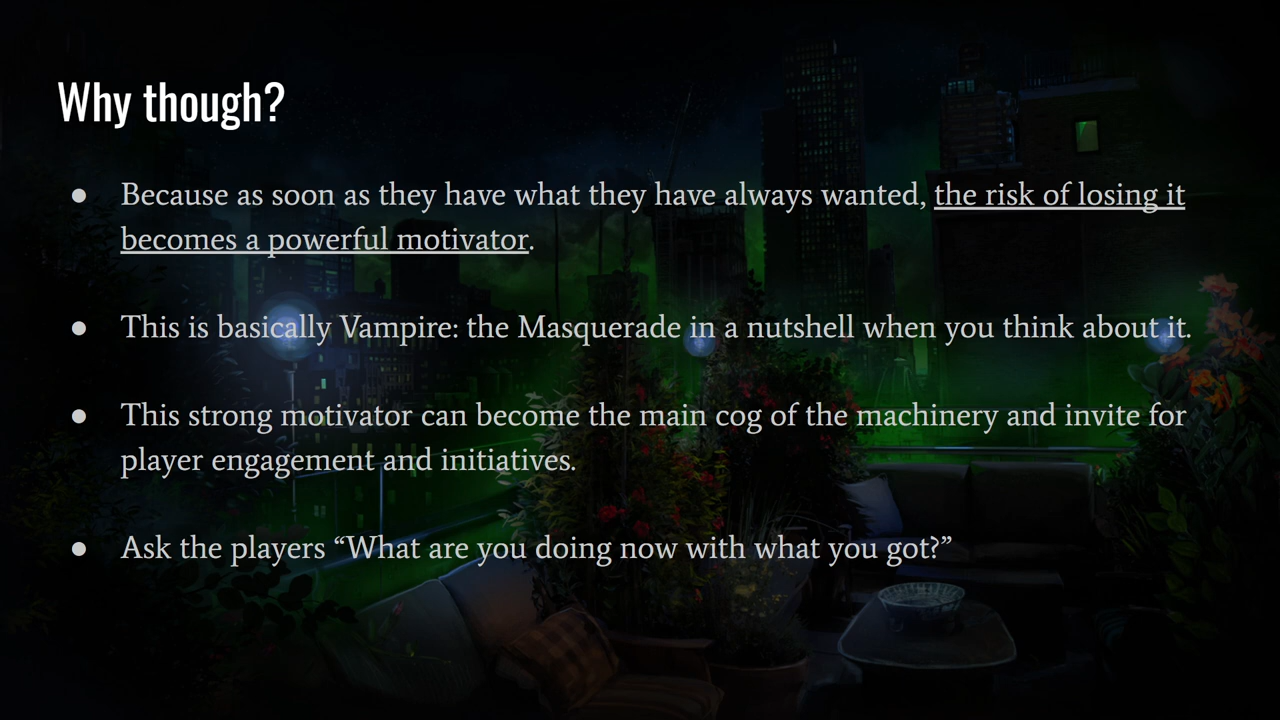 Why though?
● Because as soon as they have what they have always wanted, the risk of losing it
becomes a powerful motivator.
● This is basically Vampire: the Masquerade in a nutshell when you think about it.
● This strong motivator can become the main cog of the machinery and invite for
player engagement and initiatives.
● Ask the players “What are you doing now with what you got?”